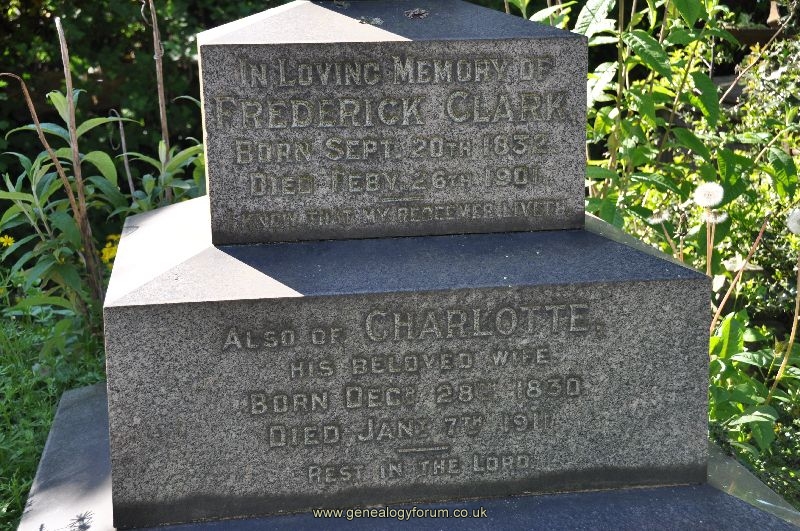 IN LOVING MEMORY OF
FREDERICK CLARK,
BORN SEPT 20TH 1832
DIED FEBY 26TH 1901.
I KNOW THAT MY REDEEMER LIVETH
ALSO OF CHARLOTTE,
HIS BELOVED WIFE
BORN DECR 28TH 1830
DIED JANY 7TH 1911.
REST IN THE LORD.
www.genealogyforum.co.uk